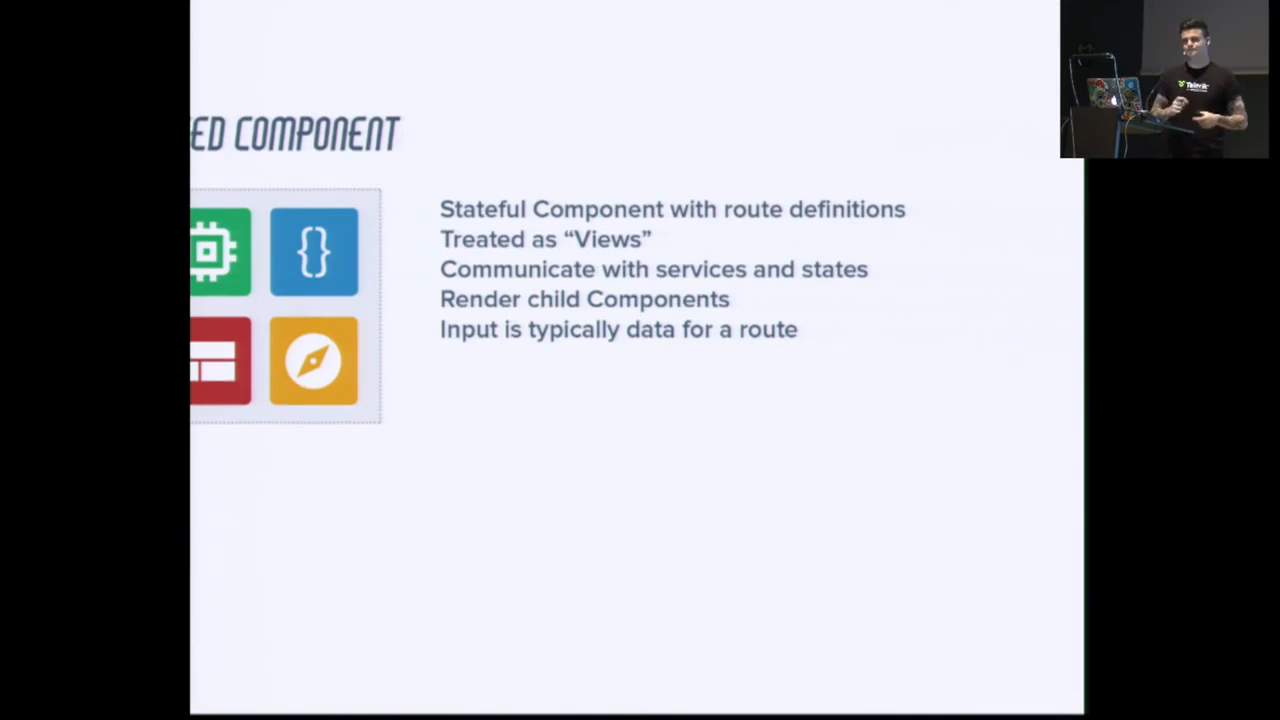 ED COMPONENT
Stateful Component with route definitions
Treated as “Views”
Communicate with services and states
Render child Components
Input is typically data for a route
{}
Telerik